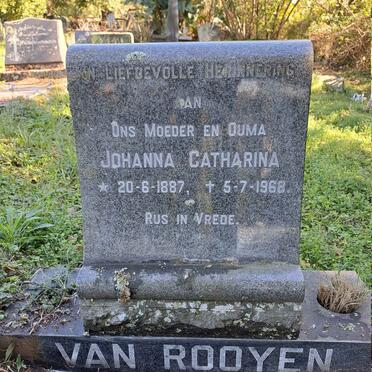 IN LIEFDEVOLLE HERINNERING
AAN
ONS MOEDER EN OUMA
JOHANNA CATHARINA
★ 20-6-1887, ✝ 5-7-1968.
RUS IN VREDE.
VAN ROOYEN